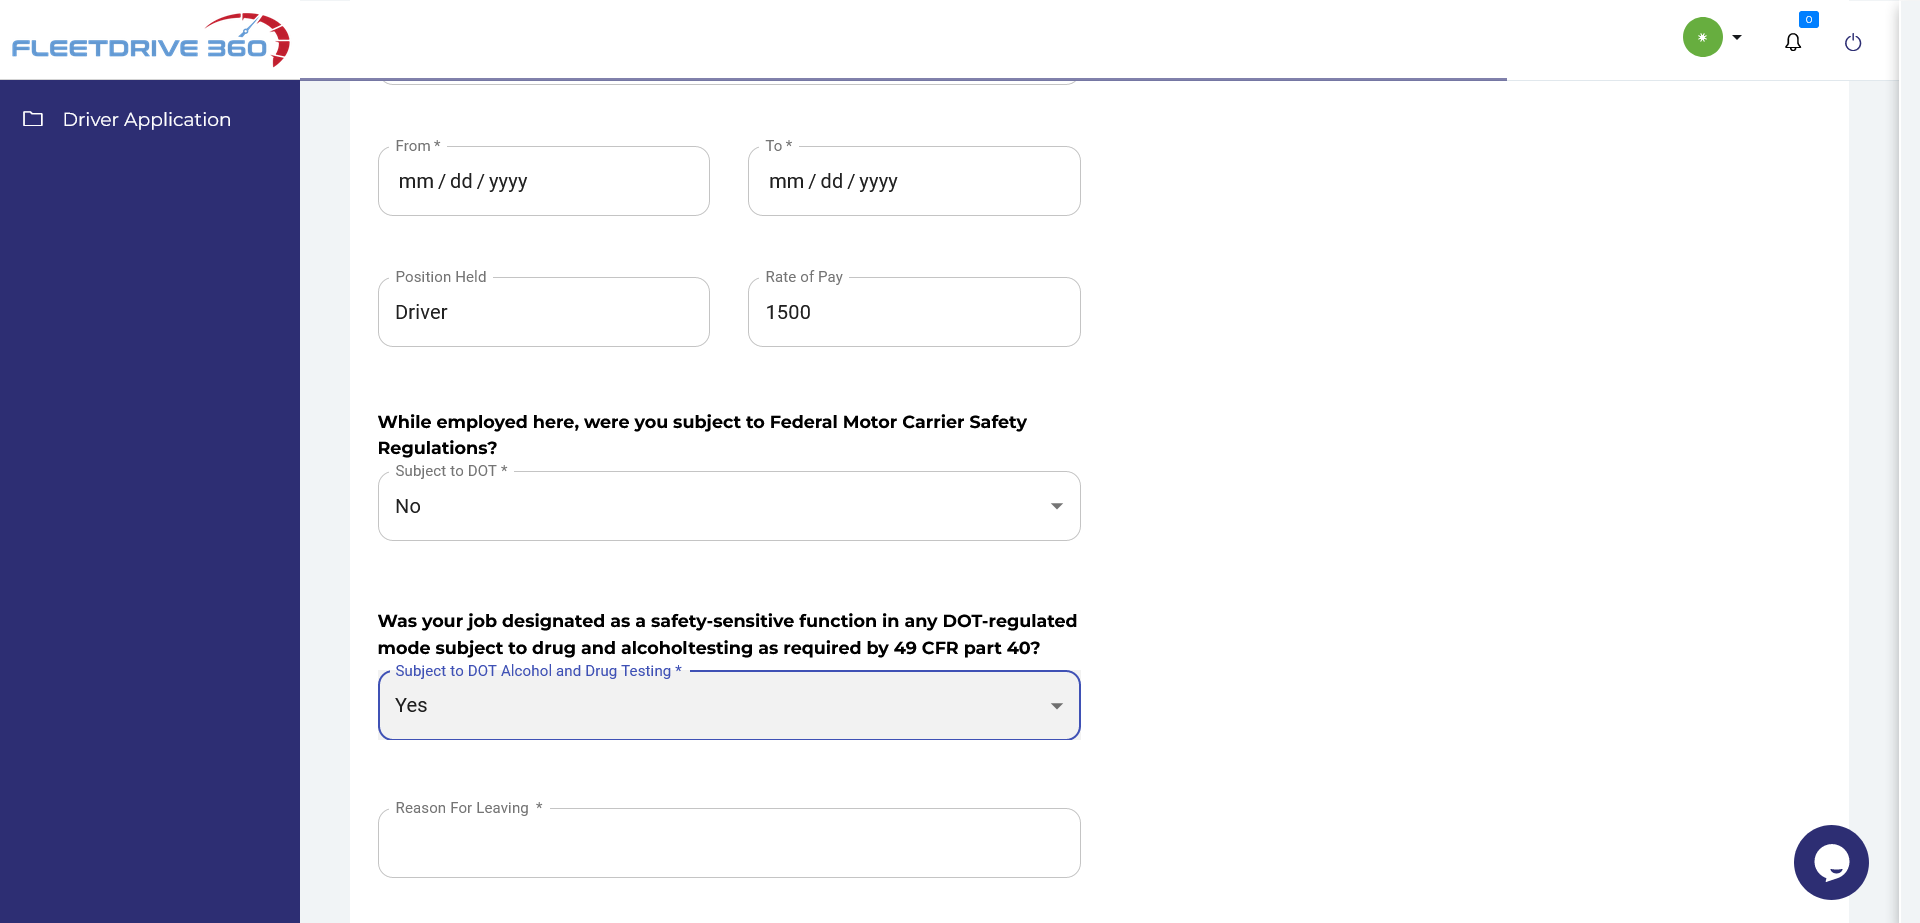 FLEETDRIVE 360
0
Driver Application
From *
To *
mm / dd / yyyy
mm / dd / yyyy
Position Held
Rate of Pay
Driver
1500
While employed here, were you subject to Federal Motor Carrier Safety
Regulations?
Subject to DOT *
No
Was your job designated as a safety-sensitive function in any DOT-regulated
mode subject to drug and alcoholtesting as required by 49 CFR part 40?
Subject to DOT Alcohol and Drug Testing *
Yes
Reason For Leaving *